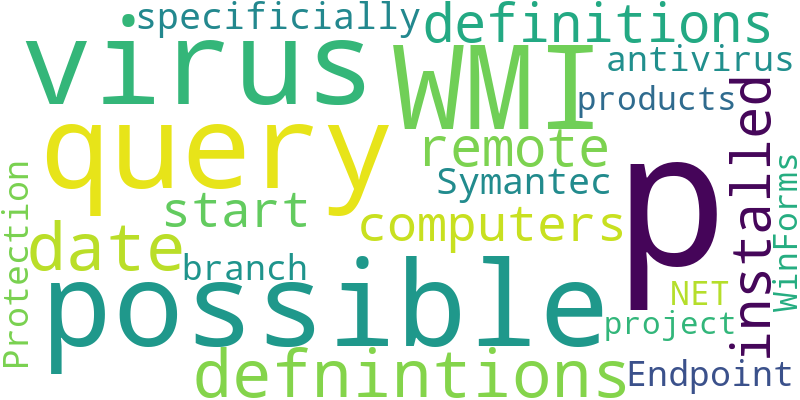 specificially
definitions
virus
WMI
antivirus
products
query
remote
Symantec
installed
p
start
computers
Protection
WinForms
date
branch
possible
NET
project
defnintions
Endpoint